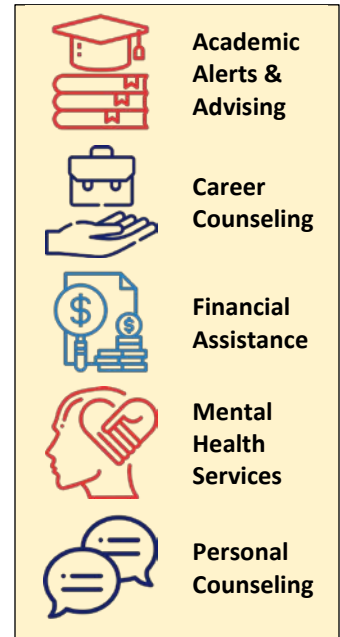 Academic
Alerts &
Advising
Career
Counseling
$
$
Financial
Assistance
Mental
Health
Services
Personal
Counseling